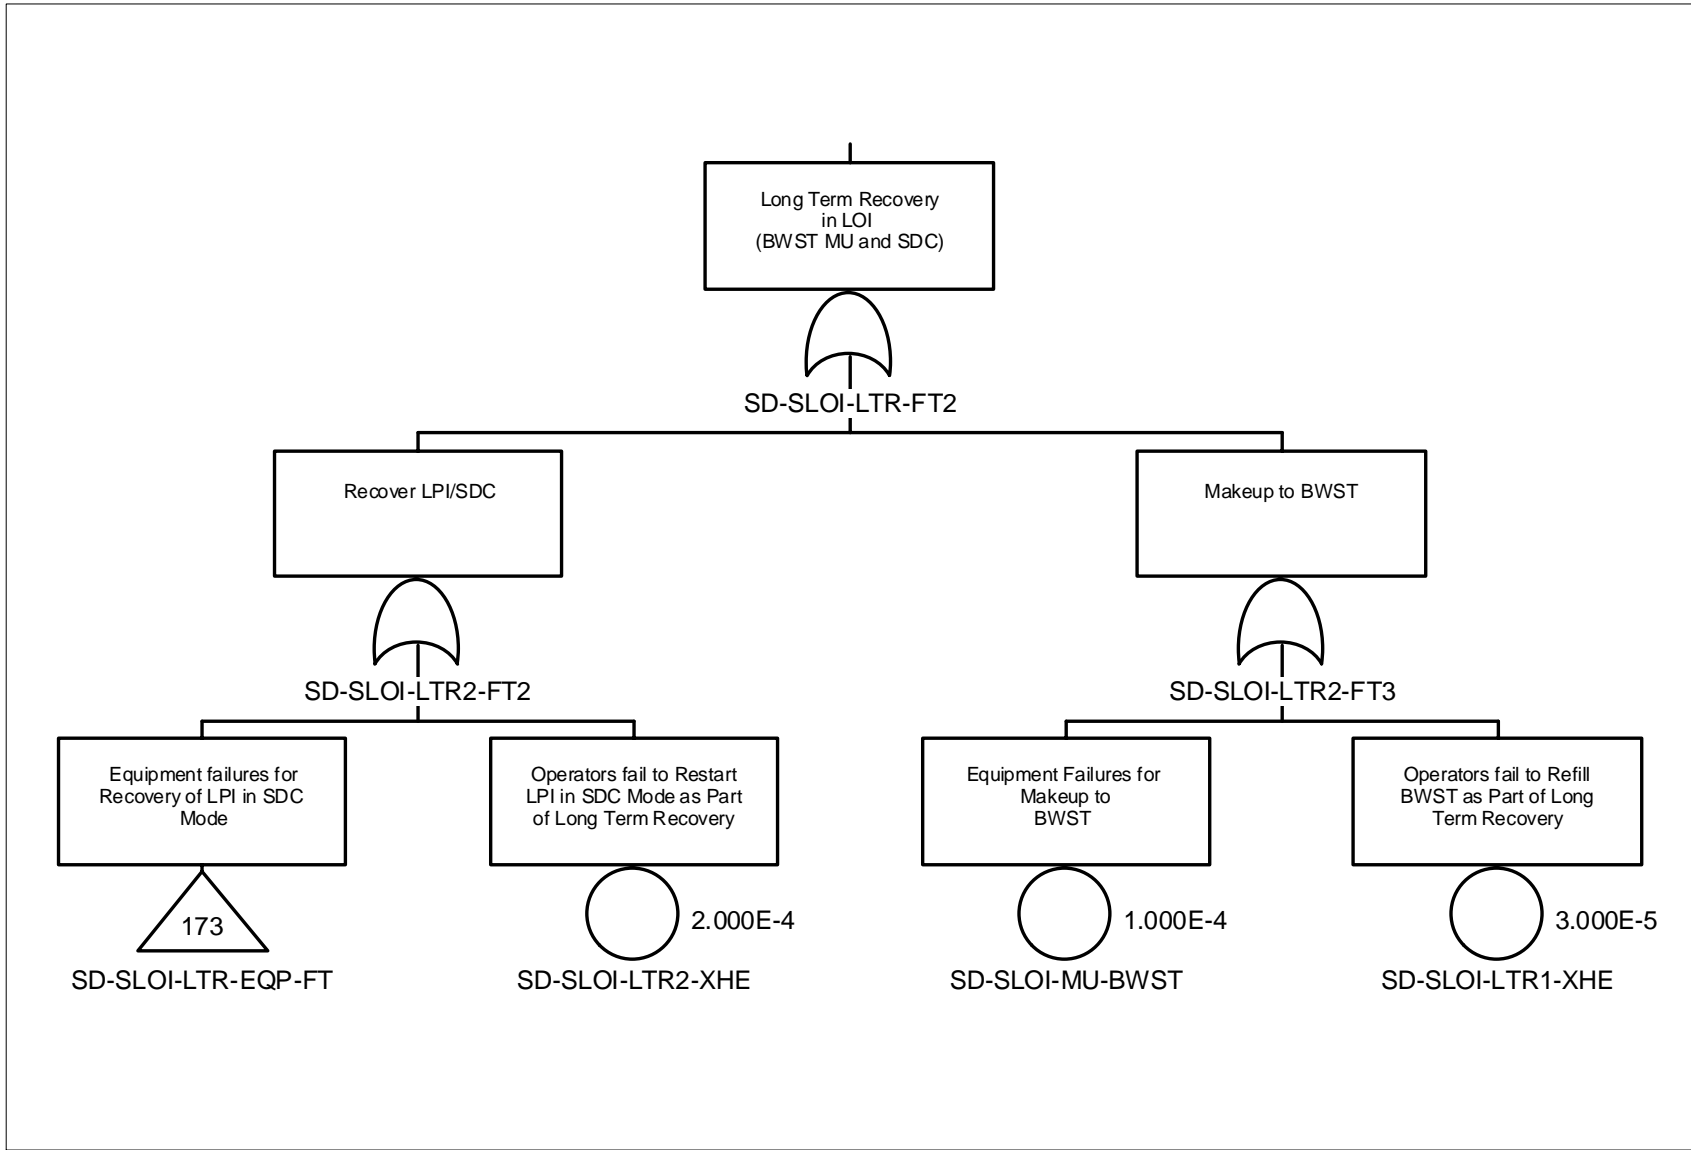 Long Term Recovery
in LOI
(BWST MU and SDC)
SD-SLOI-LTR-FT2
Recover LPI/SDC
Makeup to BWST
SD-SLOI-LTR2-FT2
SD-SLOI-LTR2-FT3
Equipment failures for
Recovery of LPI in SDC
Mode
Operators fail to Restart
LPI in SDC Mode as Part
of Long Term Recovery
Equipment Failures for
Makeup to
BWST
Operators fail to Refill
BWST as Part of Long
Term Recovery
173
2.000E-4
1.000E-4
3.000E-5
SD-SLOI-LTR-EQP-FT
SD-SLOI-LTR2-XHE
SD-SLOI-MU-BWST
SD-SLOI-LTR1-XHE